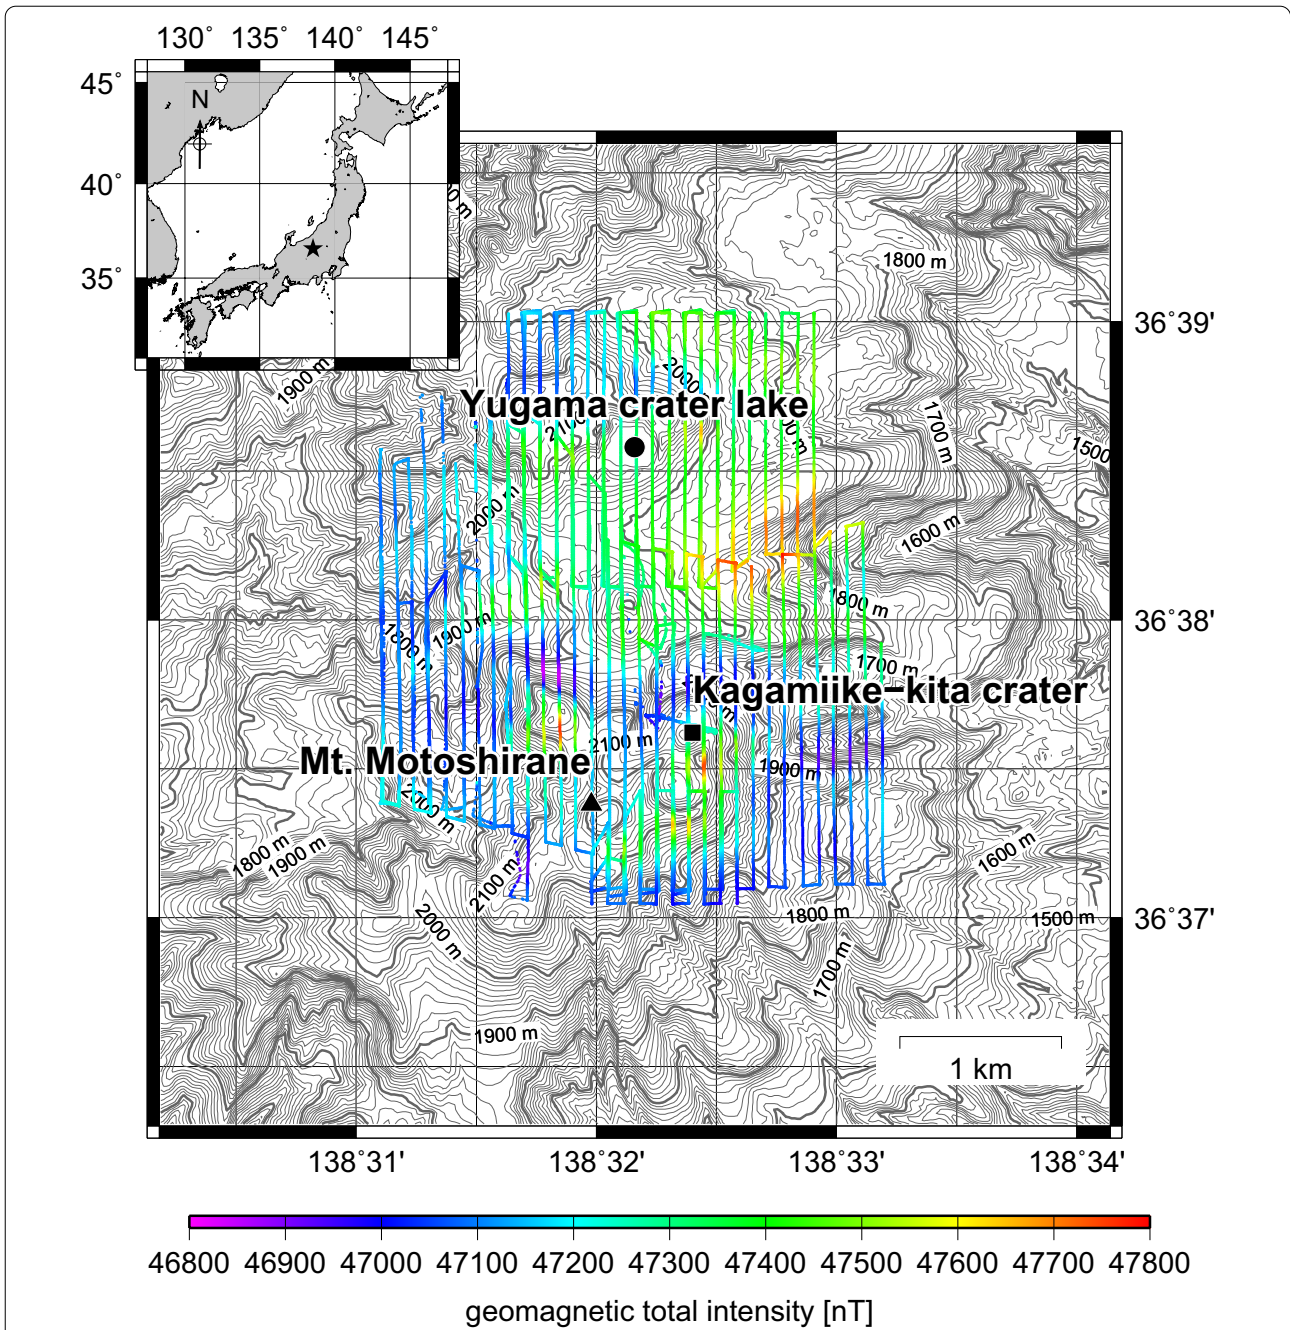 130° 135° 140° 145°
45°
N
40°
35°
1800 m
36°39'
1900 m
2000
Yugama crater lake
1700 m
1500
2000 m
1600 m
1800 m
36°38'
1900 m
1800 m
1700 m
Kagamiike−kita crater
2100 m
Mt. Motoshirane
1900 m
2000 m
1800 m
1900 m
1600 m
2100 m
2000 m
1800 m
1500 m
36°37'
1700 m
1900 m
1 km
138°31' 138°32' 138°33' 138°34'
46800 46900 47000 47100 47200 47300 47400 47500 47600 47700 47800
geomagnetic total intensity [nT]